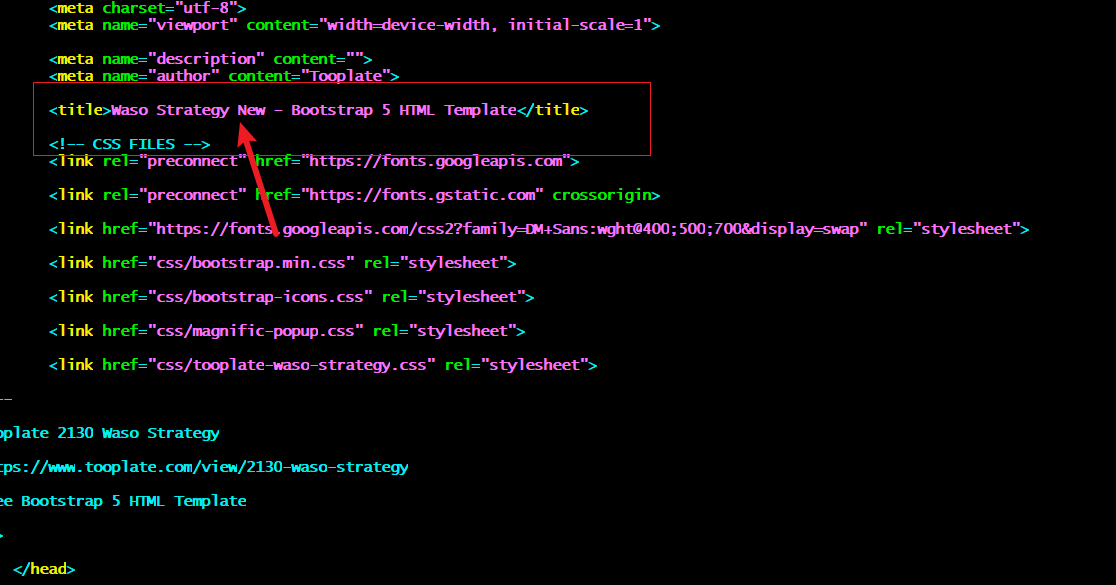 <meta charset="utf-8">
<meta name="viewport" content="width=device-width, initial-scale=1">
<meta name="description" content="">
<meta name="author" content="Tooplate">
<title>Waso Strategy New - Bootstrap 5 HTML Template</title>
<!-- CSS FILES -->
<link rel="preconnect" href="https://fonts.googleapis.com">
<link rel="preconnect" href="https://fonts.gstatic.com" crossorigin>
<link href="https://fonts.googleapis.com/css2?family=DM+Sans:wght@400;500;700&display=swap" rel="stylesheet">
<link href="css/bootstrap.min.css" rel="stylesheet">
<link href="css/bootstrap-icons.css" rel="stylesheet">
<link href="css/magnific-popup.css" rel="stylesheet">
<link href="css/tooplate-waso-strategy.css" rel="stylesheet">
--
oplate 2130 Waso Strategy
tps://www.tooplate.com/view/2130-waso-strategy
ee Bootstrap 5 HTML Template
>
</head>